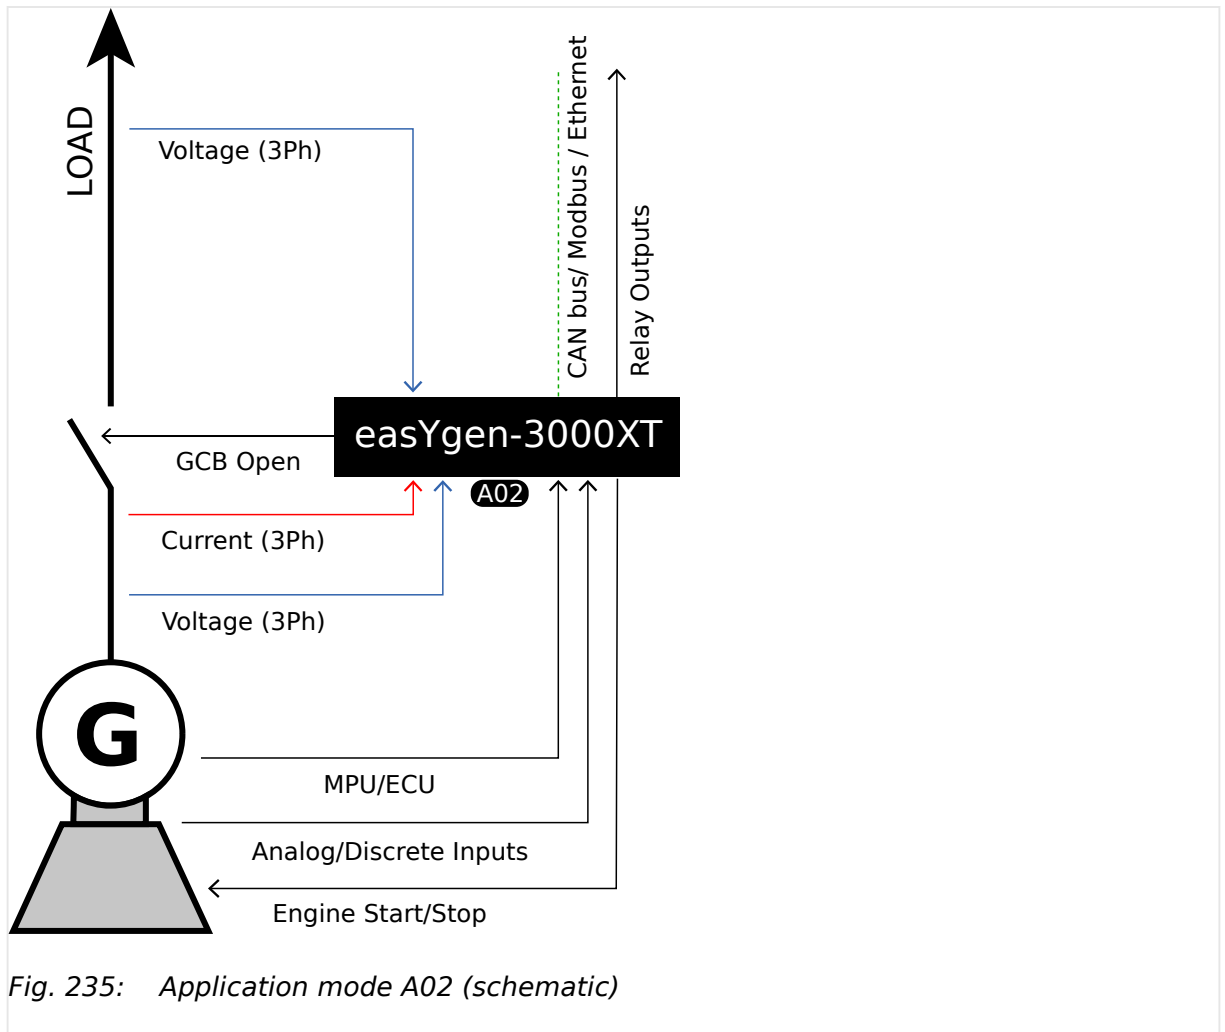 LOAD
Voltage (3Ph)
CAN bus/ Modbus / Ethernet
Relay Outputs
easYgen-3000XT
GCB Open
A02
Current (3Ph)
Voltage (3Ph)
G
MPU/ECU
Analog/Discrete Inputs
Engine Start/Stop
Fig. 235: Application mode A02 (schematic)